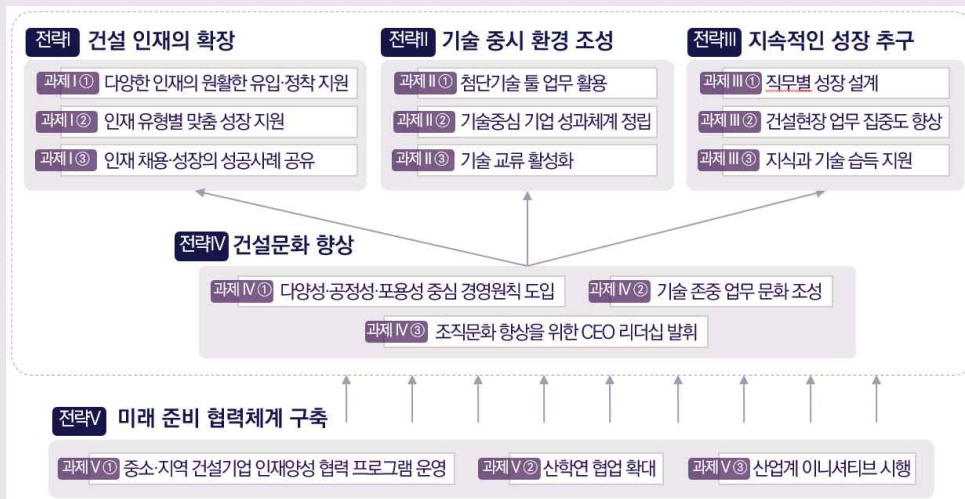 전략Ⅰ 건설 인재의 확장
과제Ⅰ① 다양한 인재의 원활한 유입·정착 지원
과제Ⅰ② 인재 유형별 맞춤 성장 지원
과제Ⅰ③ 인재 채용·성장의 성공사례 공유
전략Ⅱ 기술 중시 환경 조성
과제Ⅱ① 첨단기술 툴 업무 활용
과제Ⅱ② 기술중심 기업 성과체계 정립
과제Ⅱ③ 기술 교류 활성화
전략Ⅲ 지속적인 성장 추구
과제Ⅲ① 직무별 성장 설계
과제Ⅲ② 건설현장 업무 집중도 향상
과제Ⅲ③ 지식과 기술 습득 지원
전략Ⅳ 건설문화 향상
과제Ⅳ① 다양성·공정성·포용성 중심 경영원칙 도입
과제Ⅳ② 기술 존중 업무 문화 조성
과제Ⅳ③ 조직문화 향상을 위한 CEO 리더십 발휘
전략Ⅴ 미래 준비 협력체계 구축
과제Ⅴ① 중소·지역 건설기업 인재양성 협력 프로그램 운영
과제Ⅴ② 산학연 협업 확대
과제Ⅴ③ 산업계 이니셔티브 시행